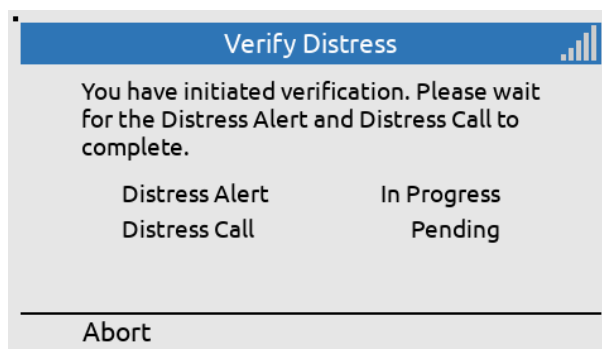 Verify Distress
You have initiated verification. Please wait
for the Distress Alert and Distress Call to
complete.
Distress Alert In Progress
Distress Call Pending
Abort